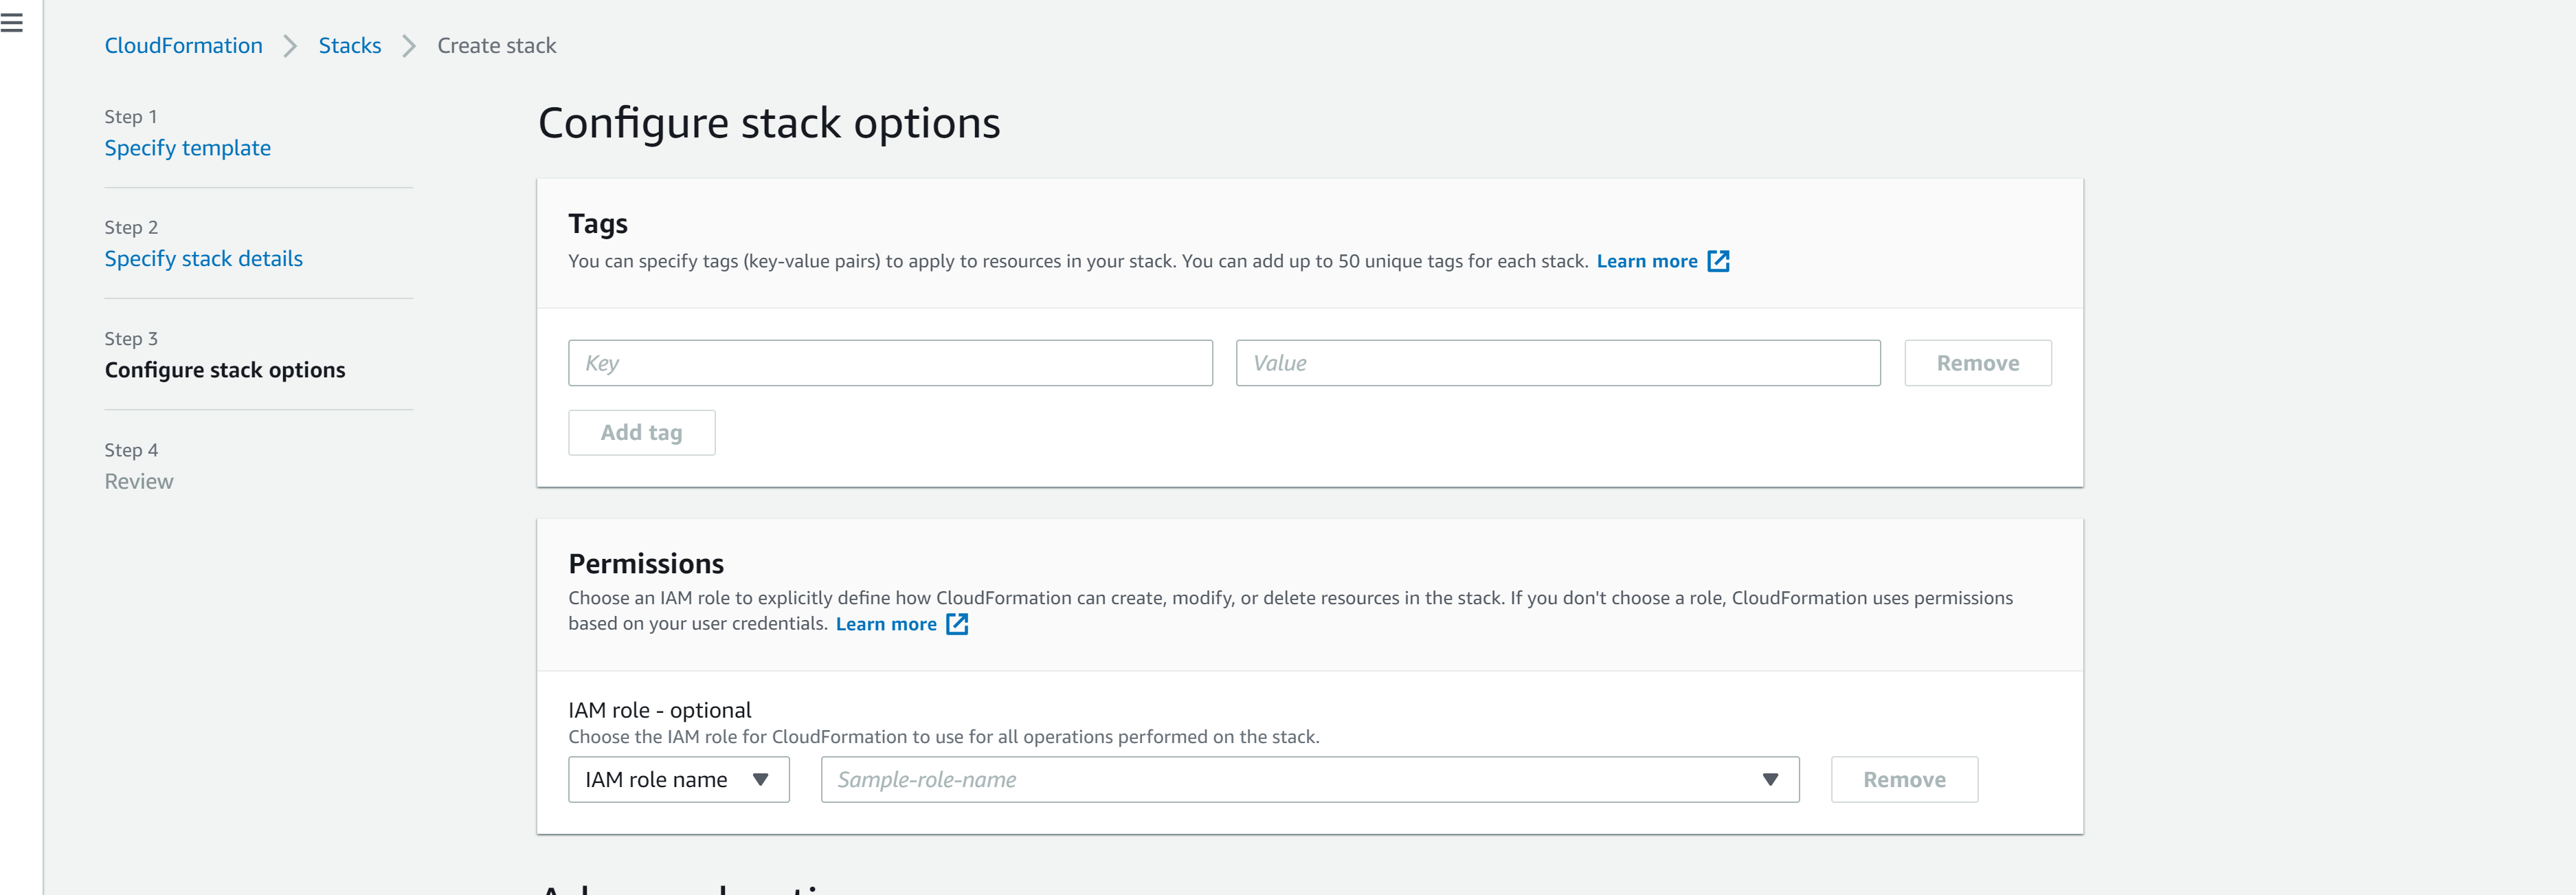 CloudFormation > Stacks > Create stack
Step 1
Specify template
Step 2
Specify stack details
Step 3
Configure stack options
Step 4
Review
Configure stack options
Tags
You can specify tags (key-value pairs) to apply to resources in your stack. You can add up to 50 unique tags for each stack. Learn more
Key Value Remove
Add tag
Permissions
Choose an IAM role to explicitly define how CloudFormation can create, modify, or delete resources in the stack. If you don't choose a role, CloudFormation uses permissions
based on your user credentials. Learn more
IAM role - optional
Choose the IAM role for CloudFormation to use for all operations performed on the stack.
IAM role name Sample-role-name Remove